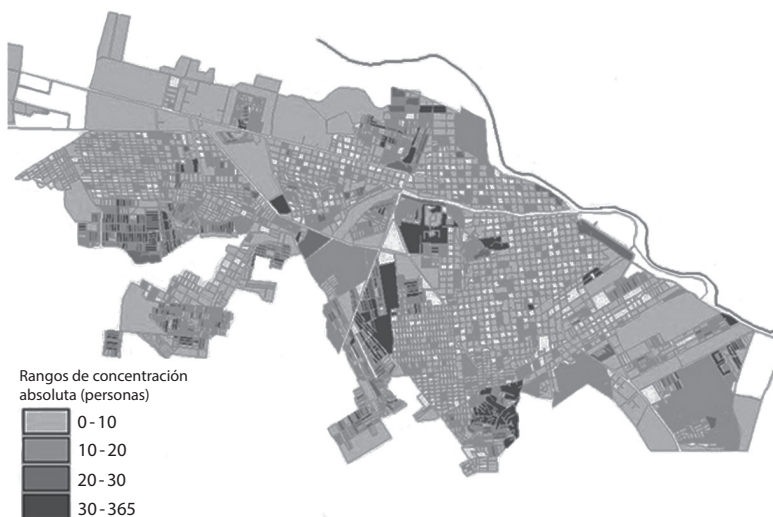 Rangos de concentración
absoluta (personas)
0-10
10-20
20-30
30-365